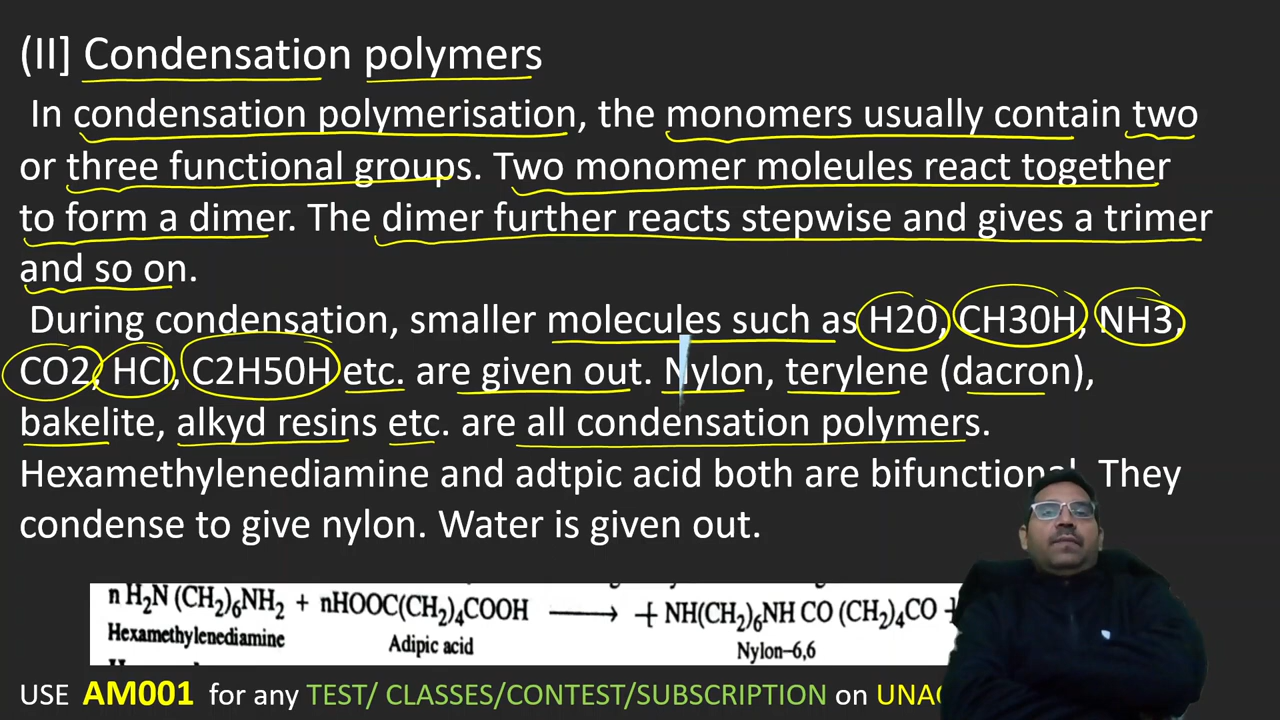 (II] Condensation polymers
In condensation polymerisation, the monomers usually contain two
or three functional groups. Two monomer moleules react together
to form a dimer. The dimer further reacts stepwise and gives a trimer
and so on.
During condensation, smaller molecules such as H20, CH30H, NH3,
CO2, HCl, C2H50H etc. are given out. Nylon, terylene (dacron),
bakelite, alkyd resins etc. are all condensation polymers.
Hexamethylenediamine and adtpic acid both are bifunctional. They
condense to give nylon. Water is given out.
n H₂N (CH₂)₆NH₂ + nHOOC(CH₂)₄COOH ⟶ + NH(CH₂)₆NH CO (CH₂)₄CO +
Hexamethylenediamine Adipic acid Nylon–6,6
USE AM001 for any TEST/ CLASSES/CONTEST/SUBSCRIPTION on